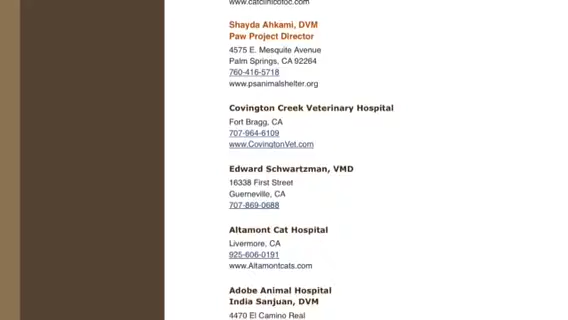 www.catclinicofoc.com
Shayda Ahkami, DVM
Paw Project Director
4575 E. Mesquite Avenue
Palm Springs, CA 92264
760-416-5718
www.psanimalshelter.org
Covington Creek Veterinary Hospital
Fort Bragg, CA
707-964-6109
www.CovingtonVet.com
Edward Schwartzman, VMD
16338 First Street
Guerneville, CA
707-869-0688
Altamont Cat Hospital
Livermore, CA
925-606-0191
www.Altamontcats.com
Adobe Animal Hospital
India Sanjuan, DVM
4470 El Camino Real